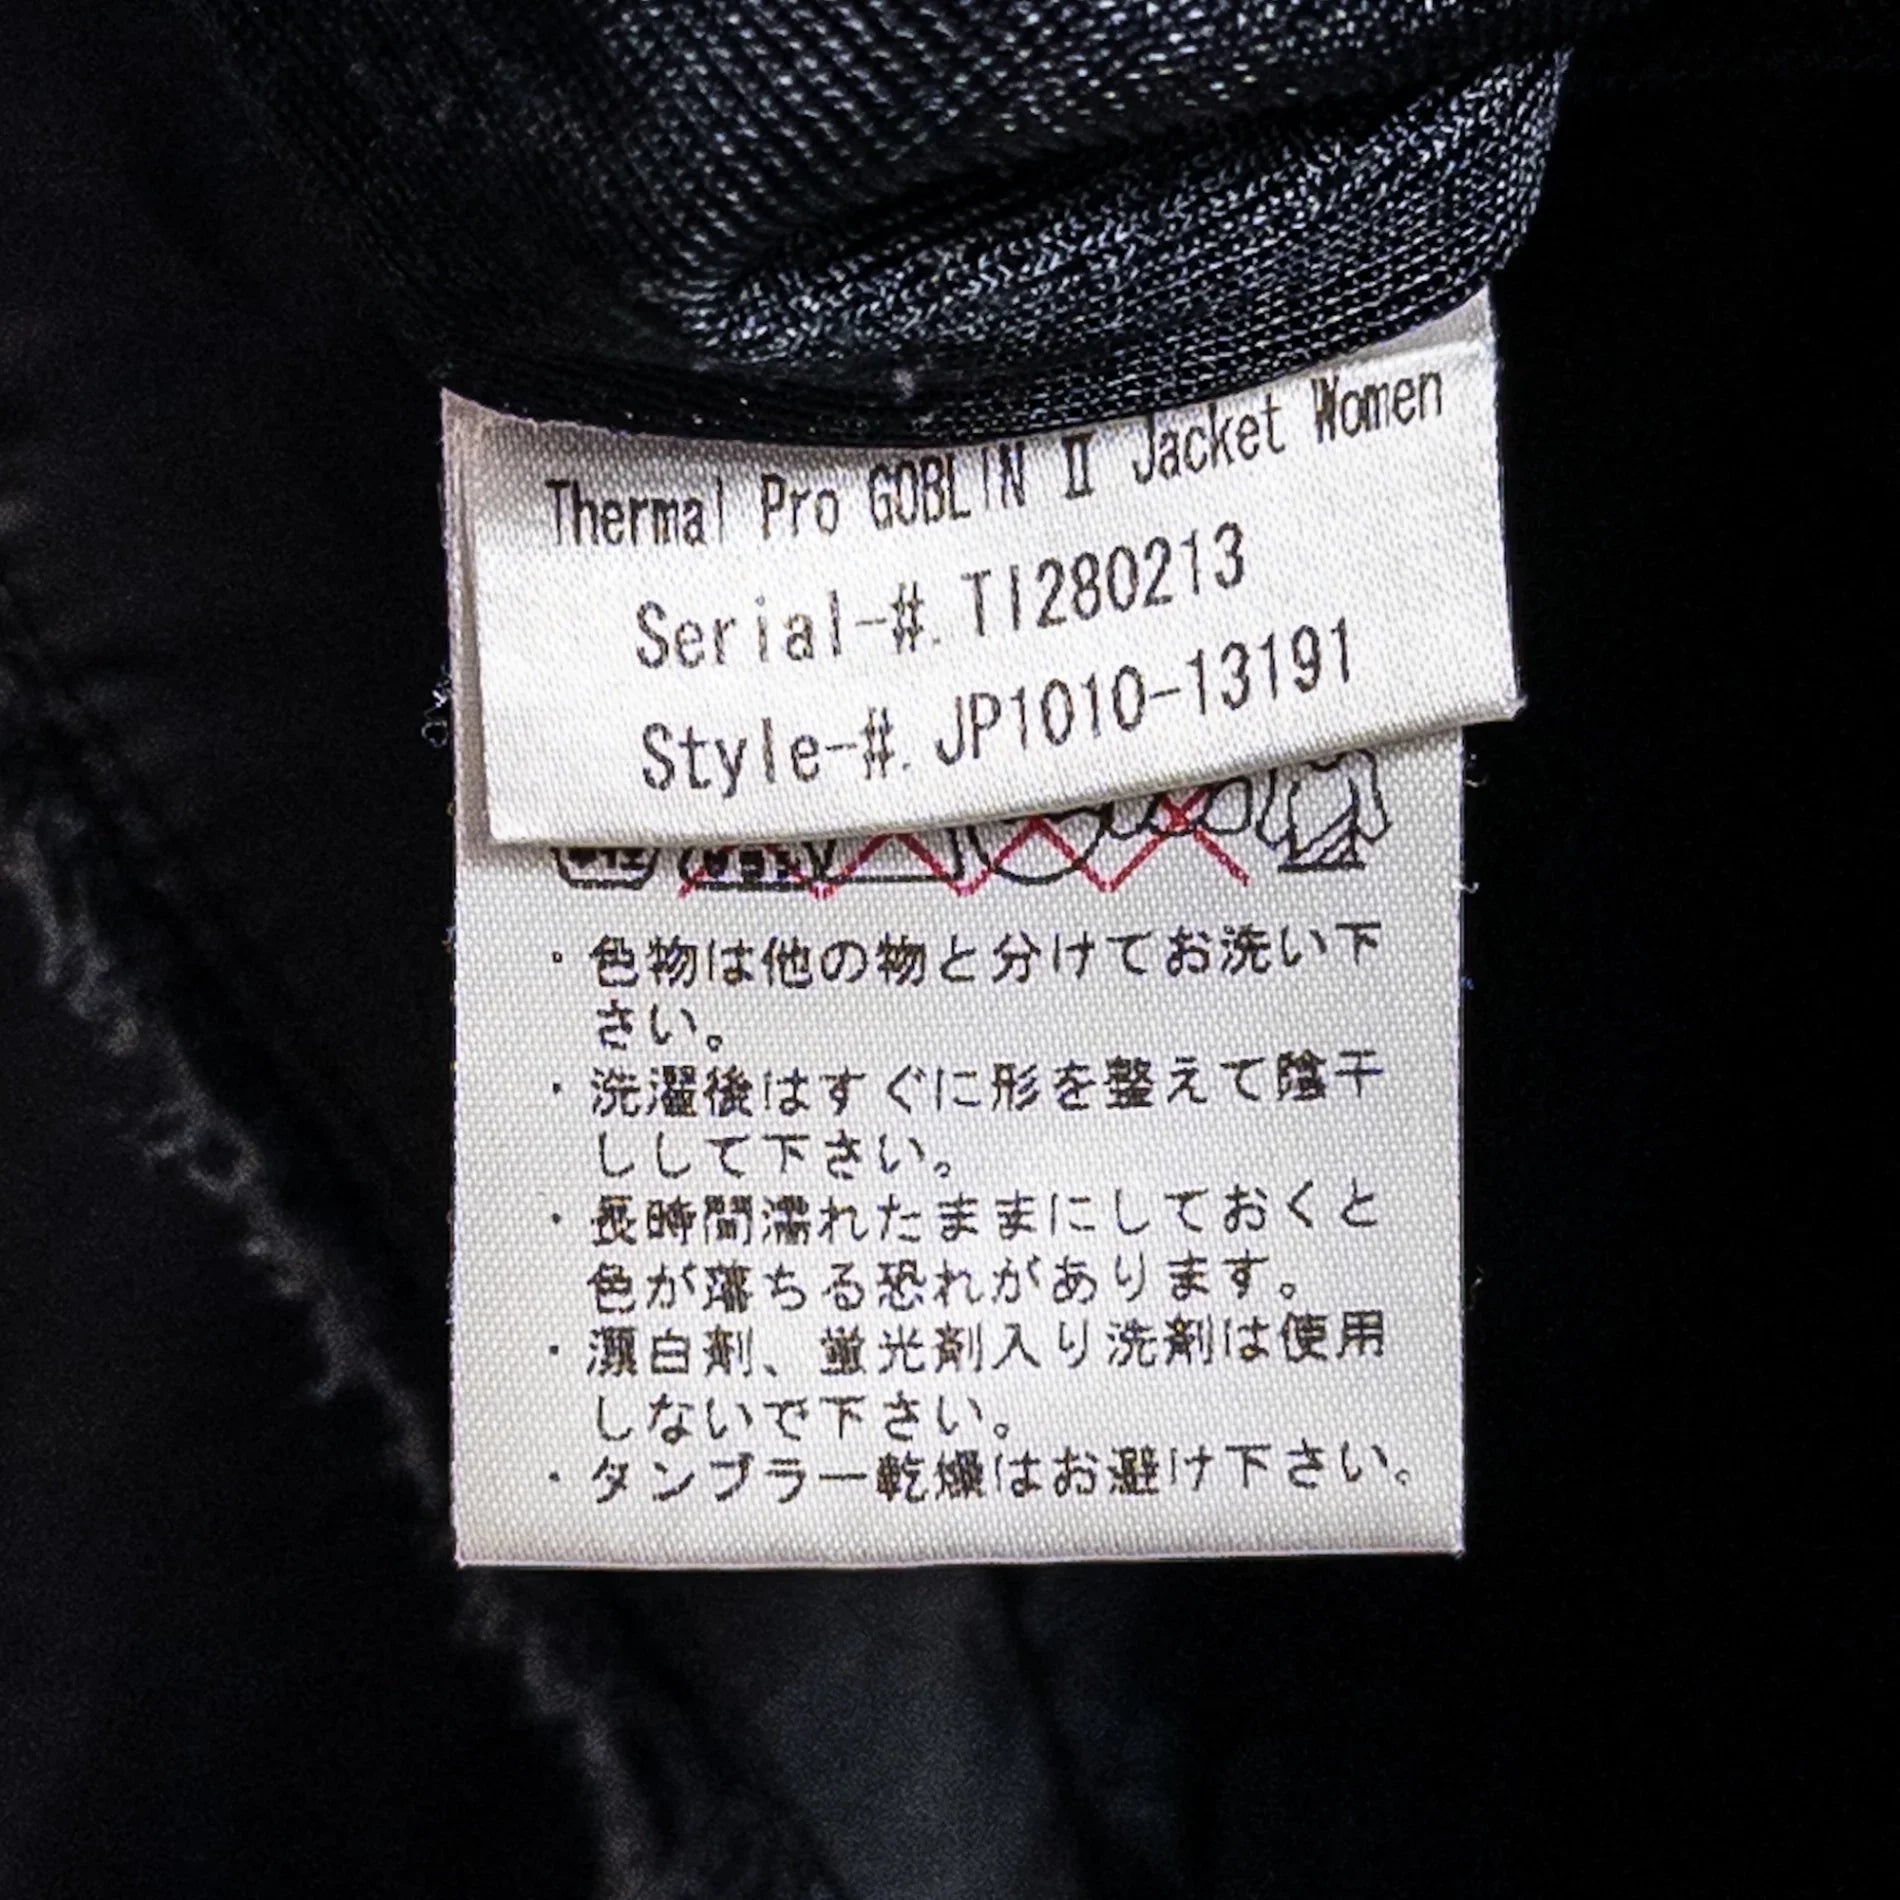 Thermal Pro GOBLIN Ⅱ Jacket Women
Serial-#. TI280213
Style-#. JP1010-13191
・色物は他の物と分けてお洗い下
さい。
・洗濯後はすぐに形を整えて陰干
しして下さい。
・長時間濡れたままにしておくと
色が落ちる恐れがあります。
・漂白剤、蛍光剤入り洗剤は使用
しないで下さい。
・タンブラー乾燥はお避け下さい。